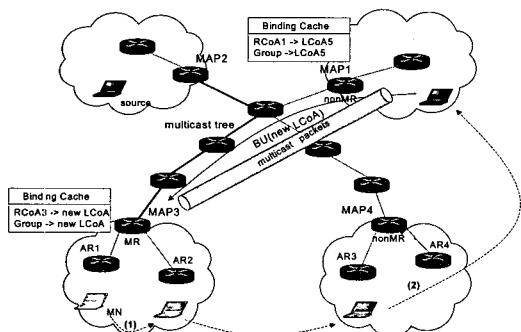 Binding Cache
RCoA1 -> LCoA5
Group ->LCoA5
MAP2
MAP1
nonMR
source
multicast tree
BU(new LCoA)
multicast packets
Binding Cache
RCoA3 -> new LCoA
Group -> new LCoA
MAP3
MR
MAP4
nonMR
AR1
AR2
AR3
AR4
MN
(1)
(2)